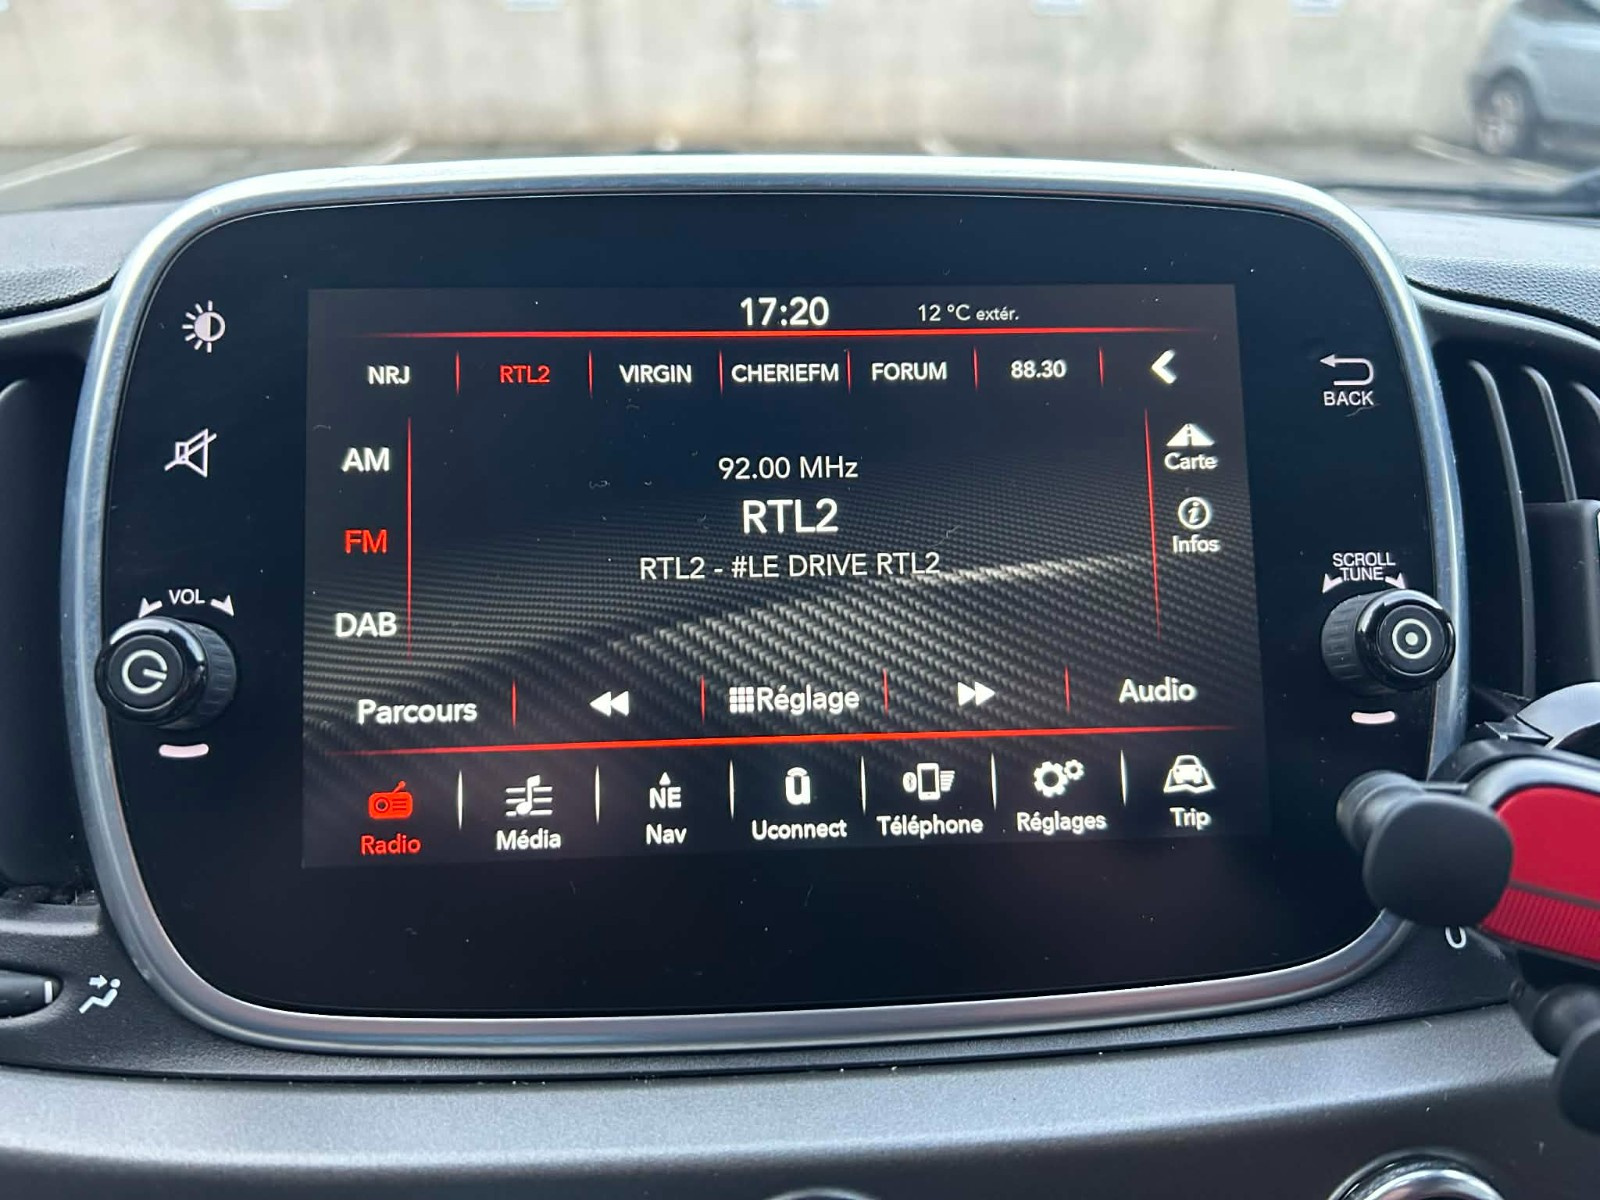 17:20 12 °C extér.
NRJ RTL2 VIRGIN CHERIEFM FORUM 88.30
BACK
AM
FM
DAB
92.00 MHz
RTL2
RTL2 - #LE DRIVE RTL2
Carte
Infos
VOL
SCROLL
TUNE
Parcours Réglage Audio
NE
Radio Média Nav Uconnect Téléphone Réglages Trip